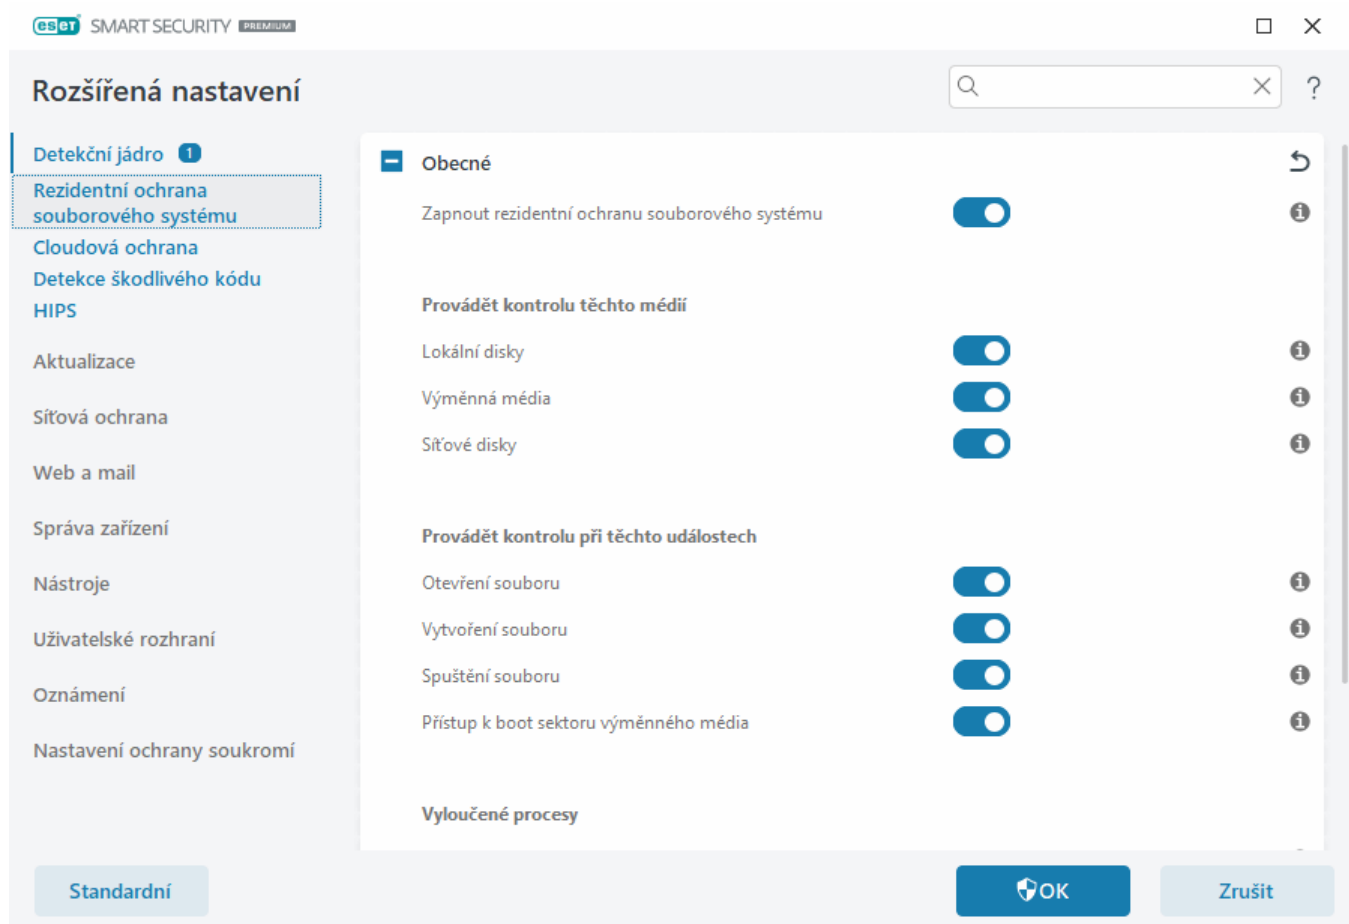 eset SMART SECURITY PREMIUM
Rozšířená nastavení
?
Detekční jádro 1
Rezidentní ochrana
souborového systému
Cloudová ochrana
Detekce škodlivého kódu
HIPS
Aktualizace
Síťová ochrana
Web a mail
Správa zařízení
Nástroje
Uživatelské rozhraní
Oznámení
Nastavení ochrany soukromí
Obecné
Zapnout rezidentní ochranu souborového systému
Provádět kontrolu těchto médií
Lokální disky
Výměnná média
Síťové disky
Provádět kontrolu při těchto událostech
Otevření souboru
Vytvoření souboru
Spuštění souboru
Přístup k boot sektoru výměnného média
Vyloučené procesy
Standardní
OK
Zrušit